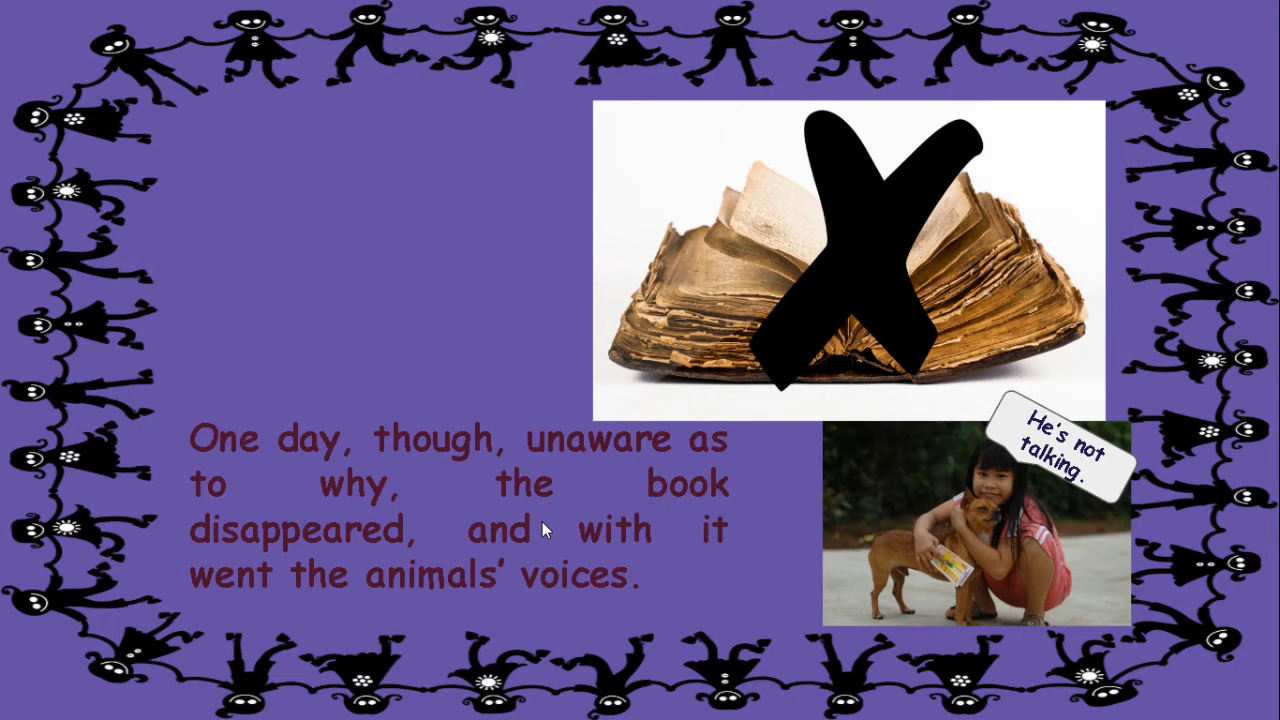 One day, though, unaware as
to why, the book
disappeared, and with it
went the animals' voices.
He's not
talking.